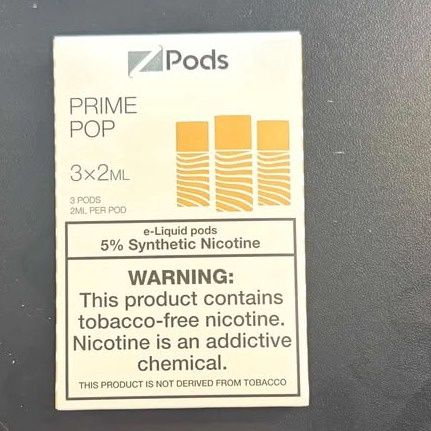 ZPods
PRIME
POP
3×2ML
3 PODS
2ML PER POD
e-Liquid pods
5% Synthetic Nicotine
WARNING:
This product contains
tobacco-free nicotine.
Nicotine is an addictive
chemical.
THIS PRODUCT IS NOT DERIVED FROM TOBACCO